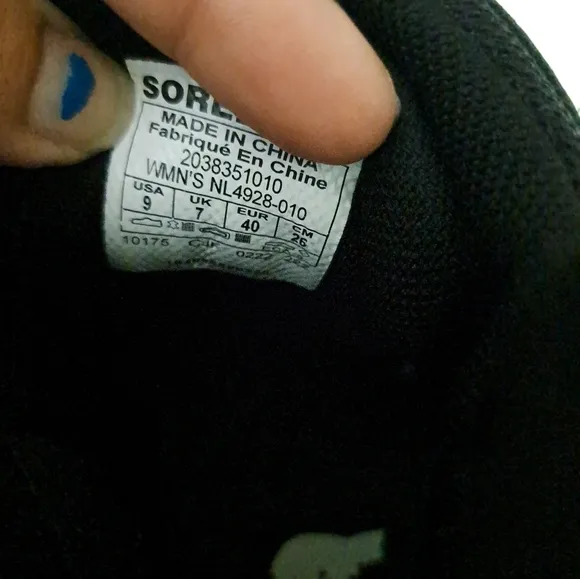 SOREL
MADE IN CHINA
Fabriqué En Chine
2038351010
WMN'S NL4928-010
USA UK EUR CM
9 7 40 26
10175 0227